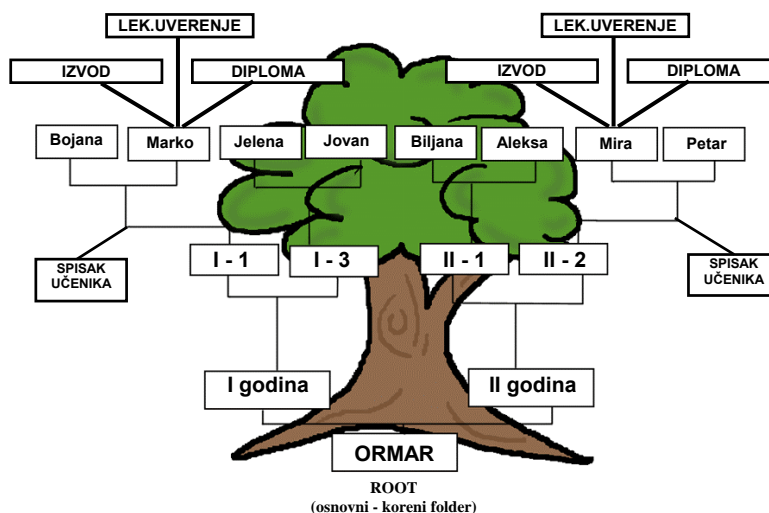 LEK.UVERENJE
LEK.UVERENJE
IZVOD
DIPLOMA
IZVOD
DIPLOMA
Bojana
Marko
Jelena
Jovan
Biljana
Aleksa
Mira
Petar
I - 1
I - 3
II - 1
II - 2
SPISAK
UČENIKA
SPISAK
UČENIKA
I godina
II godina
ORMAR
ROOT
(osnovni - koreni folder)